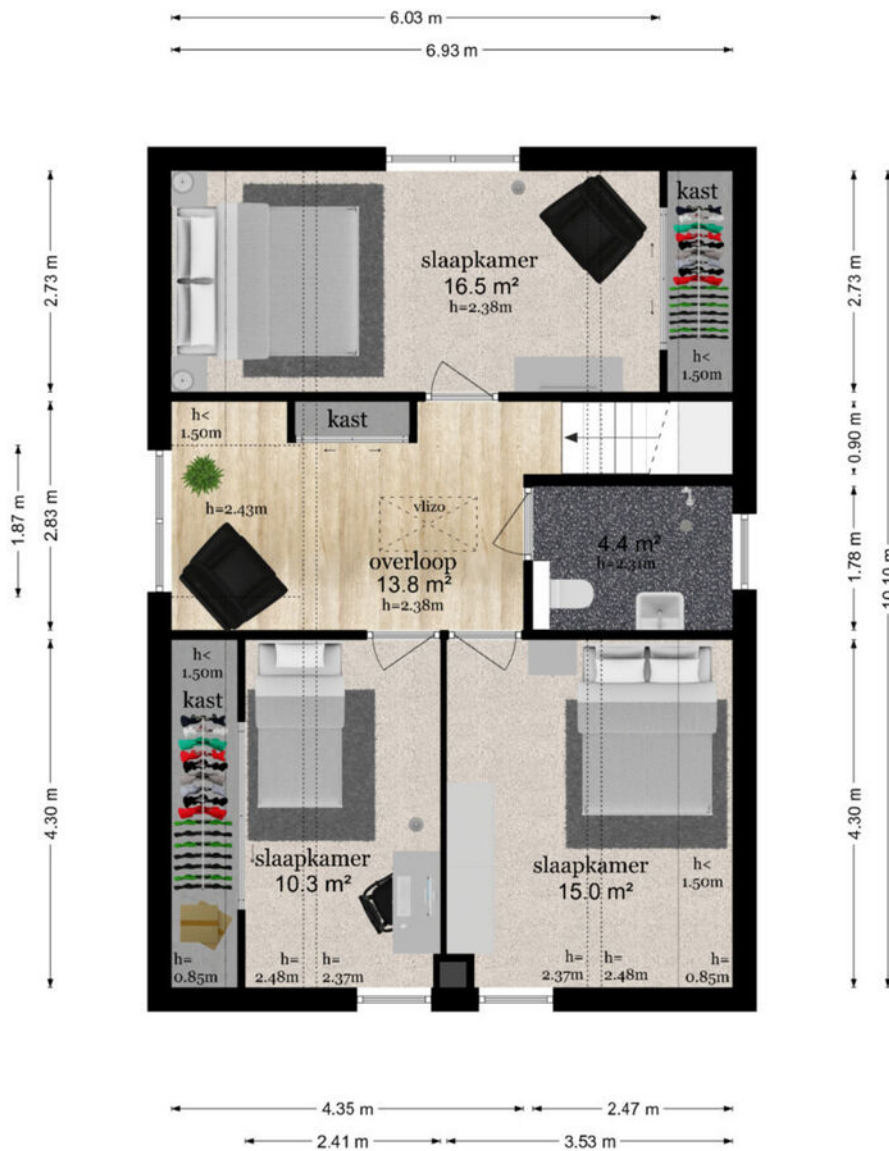 6.03 m
6.93 m
kast
slaapkamer
16.5 m²
h=2.38m
2.73 m
2.73 m
h<
1.50m
h<
1.50m
kast
0.90 m
1.87 m
2.83 m
h=2.43m
vlizo
4.4 m²
h=2.31m
1.78 m
10.10 m
overloop
13.8 m²
h=2.38m
h<
1.50m
kast
4.30 m
4.30 m
slaapkamer
10.3 m²
slaapkamer
15.0 m²
h<
1.50m
h=
0.85m
h=
2.48m
h=
2.37m
h=
2.37m
h=
2.48m
h=
0.85m
4.35 m
2.47 m
2.41 m
3.53 m